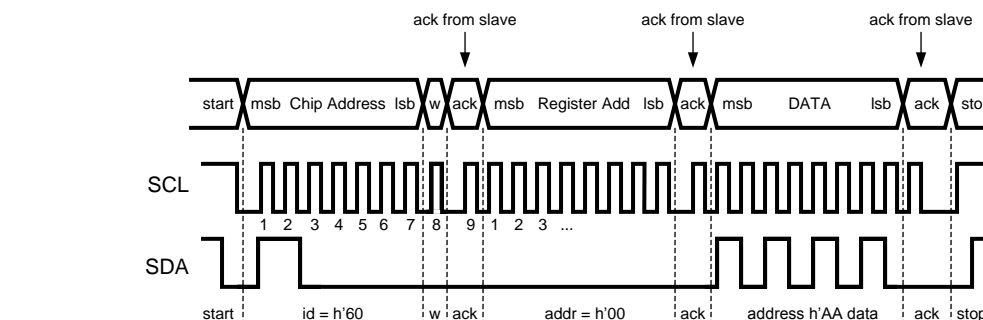 ack from slave ack from slave ack from slave
start msb Chip Address lsb w ack msb Register Add lsb ack msb DATA lsb ack sto
SCL
1 2 3 4 5 6 7 8 9 1 2 3 ...
SDA
start id = h'60 w ack addr = h'00 ack address h'AA data ack stop